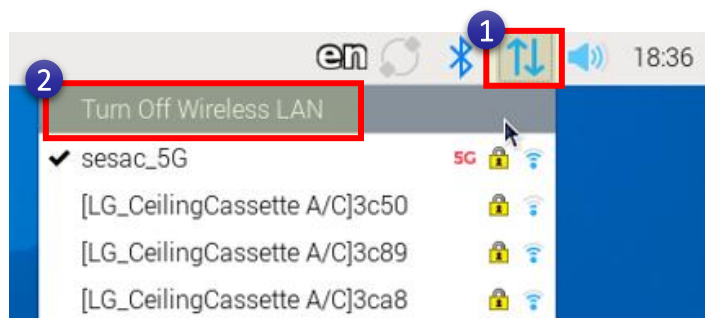 1
en 18:36
2
Turn Off Wireless LAN
sesac_5G 5G
[LG_CeilingCassette A/C]3c50
[LG_CeilingCassette A/C]3c89
[LG_CeilingCassette A/C]3ca8